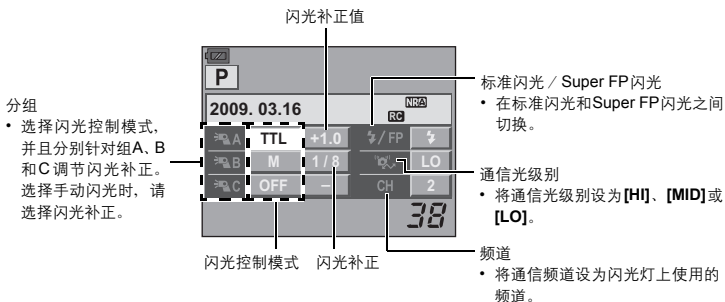 闪光补正值
分组
• 选择闪光控制模式，
并且分别针对组A、B
和C调节闪光补正。
选择手动闪光时，请
选择闪光补正。
P
2009. 03.16
NR
RC
A TTL +1.0 /FP
B M 1 / 8 LO
C OFF – CH 2
38
标准闪光／Super FP闪光
• 在标准闪光和Super FP闪光之间
切换。
通信光级别
• 将通信光级别设为[HI]、[MID]或
[LO]。
频道
• 将通信频道设为闪光灯上使用的
频道。
闪光控制模式 闪光补正